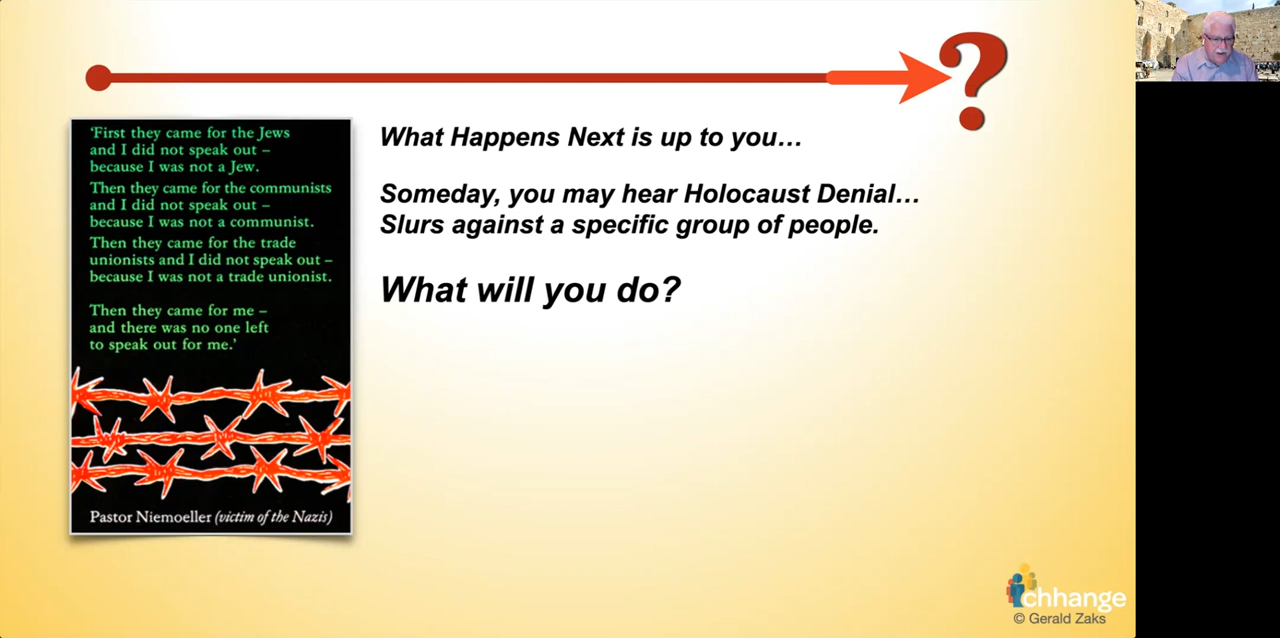 ?
'First they came for the Jews
and I did not speak out –
because I was not a Jew.
Then they came for the communists
and I did not speak out –
because I was not a communist.
Then they came for the trade
unionists and I did not speak out –
because I was not a trade unionist.
Then they came for me –
and there was no one left
to speak out for me.'
Pastor Niemoeller (victim of the Nazis)
What Happens Next is up to you…
Someday, you may hear Holocaust Denial…
Slurs against a specific group of people.
What will you do?
chhange
© Gerald Zaks